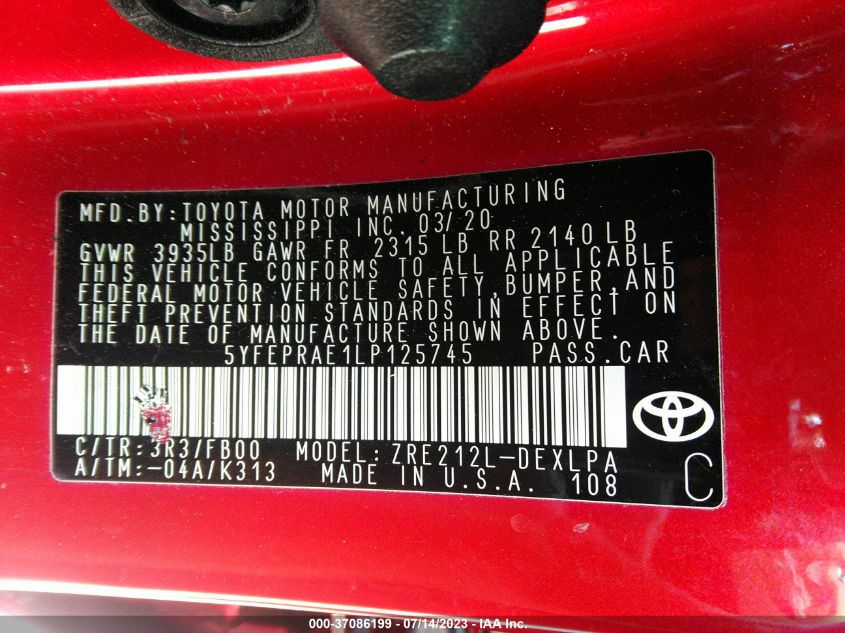 MFD.BY:TOYOTA MOTOR MANUFACTURING
MISSISSIPPI INC. 03/20
GVWR 3935LB GAWR FR 2315 LB RR 2140 LB
THIS VEHICLE CONFORMS TO ALL APPLICABLE
FEDERAL MOTOR VEHICLE SAFETY,BUMPER,AND
THEFT PREVENTION STANDARDS IN EFFECT ON
THE DATE OF MANUFACTURE SHOWN ABOVE.
5YFEPRAE1LP125745 PASS.CAR
C/TR:3R3/FB00 MODEL:ZRE212L-DEXLPA
A/TM:-04A/K313 MADE IN U.S.A. 108 C
000-37086199 - 07/14/2023 - IAA Inc.